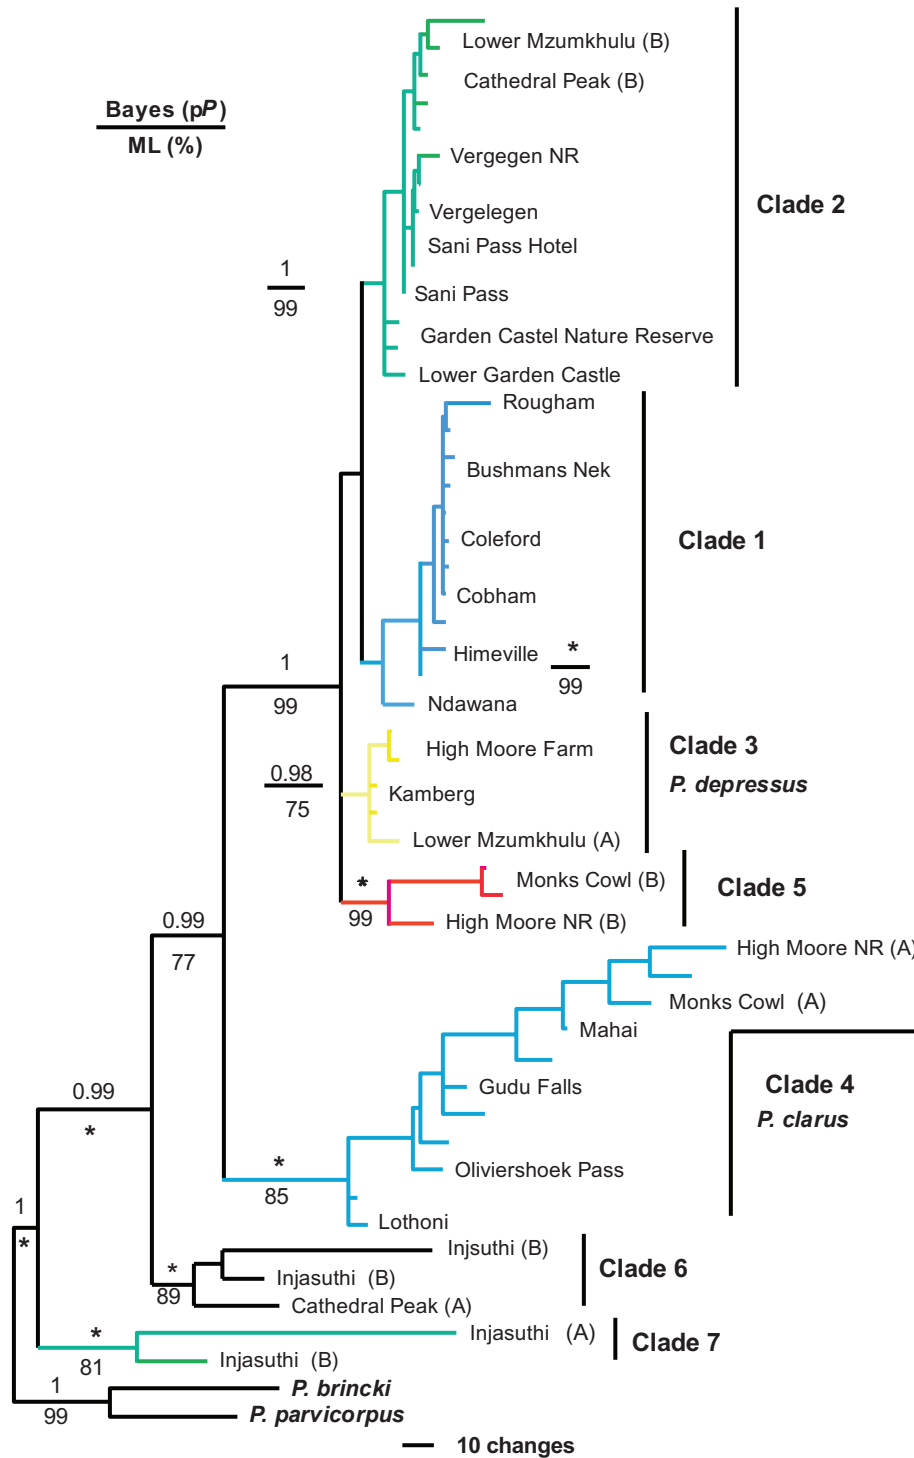 Lower Mzumkhulu (B)
Cathedral Peak (B)
Bayes (pP)
ML (%)
Vergegen NR
Clade 2
Vergelegen
Sani Pass Hotel
1
99
Sani Pass
Garden Castel Nature Reserve
Lower Garden Castle
Rougham
Bushmans Nek
Coleford
Clade 1
Cobham
Himeville
*
99
1
99
Ndawana
High Moore Farm
Clade 3
P. depressus
0.98
75
Kamberg
Lower Mzumkhulu (A)
*
99
Monks Cowl (B)
Clade 5
High Moore NR (B)
0.99
77
High Moore NR (A)
Monks Cowl (A)
Mahai
Gudu Falls
Clade 4
P. clarus
0.99
*
Oliviershoek Pass
*
85
Lothoni
1
*
Injsuthi (B)
*
89
Injasuthi (B)
Clade 6
Cathedral Peak (A)
*
81
Injasuthi (A)
Clade 7
Injasuthi (B)
1
99
P. brincki
P. parvicorpus
10 changes